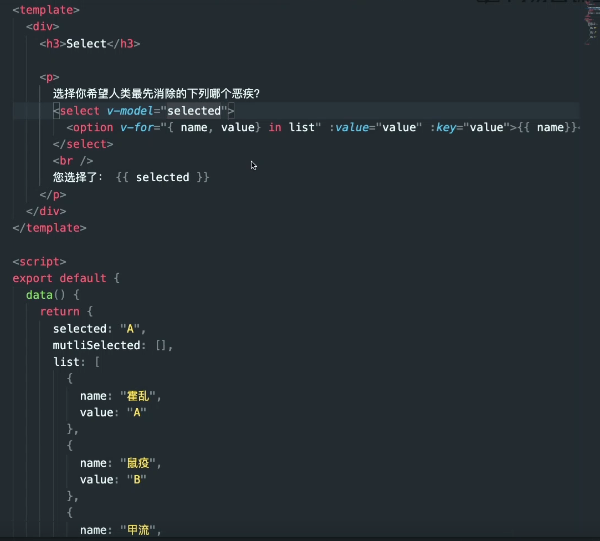 <template>
<div>
<h3>Select</h3>
<p>
选择你希望人类最先消除的下列哪个恶疾?
<select v-model="selected">
<option v-for="{ name, value} in list" :value="value" :key="value">{{ name}}<
</select>
<br />
您选择了： {{ selected }}
</p>
</div>
</template>
<script>
export default {
data() {
return {
selected: "A",
mutliSelected: [],
list: [
{
name: "霍乱",
value: "A"
},
{
name: "鼠疫",
value: "B"
},
{
name: "甲流",